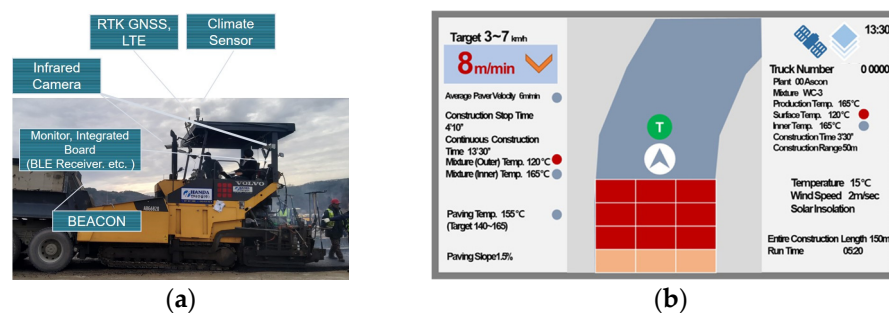 RTK GNSS,
LTE
Climate
Sensor
Infrared
Camera
Monitor, Integrated
Board
(BLE Receiver. etc. )
BEACON
HANDA
VOLVO
(a)
Target 3~7 kmh
8m/min
Average Paver Velocity 6m/min
Construction Stop Time
4'10"
Continuous Construction
Time 13'30"
Mixture (Outer) Temp. 120℃
Mixture (Inner) Temp. 165℃
Paving Temp. 155℃
(Target 140~165)
Paving Slope1.5%
T
13:30
Truck Number 0 0000
Plant 00Ascon
Mixture WC-3
Production Temp. 165℃
Surface Temp. 120℃
Inner Temp. 165℃
Construction Time 3'30"
Construction Range 50m
Temperature 15℃
Wind Speed 2m/sec
Solar Insolation
Entire Construction Length 150m
Run Time 05:20
(b)